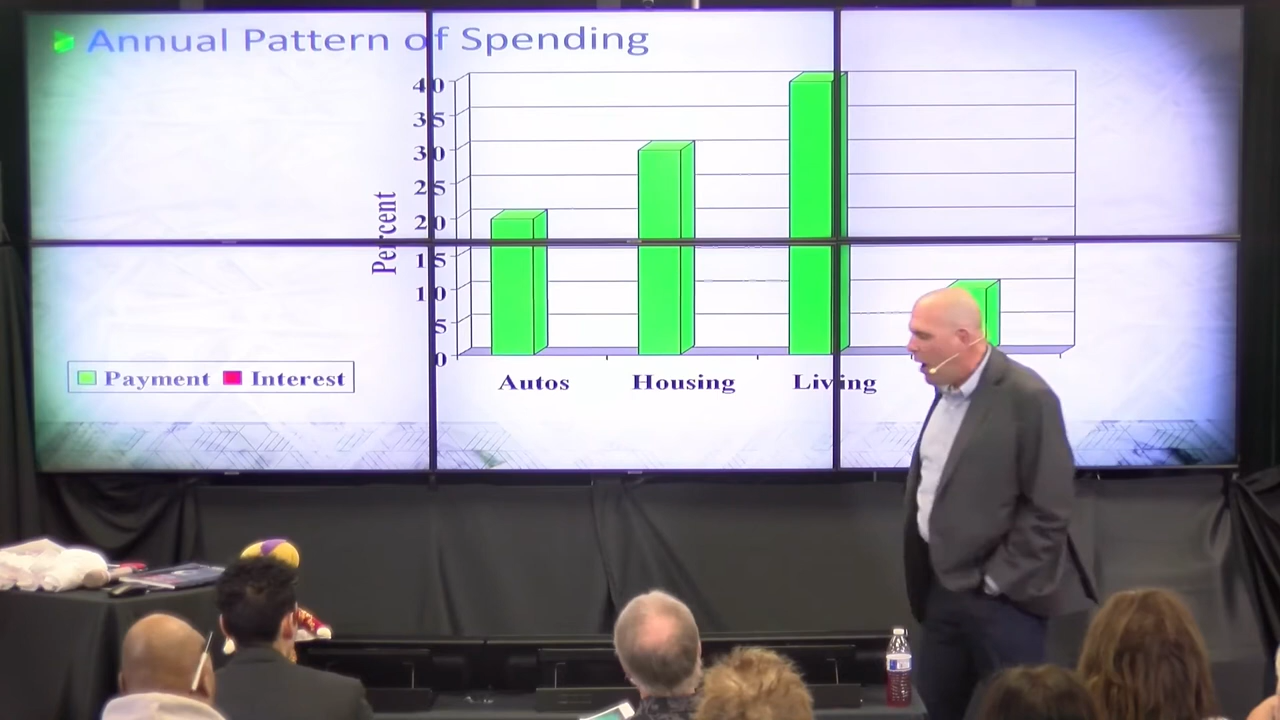 Annual Pattern of Spending
Percent
40
35
30
25
20
15
10
5
0
Autos Housing Living
Payment Interest